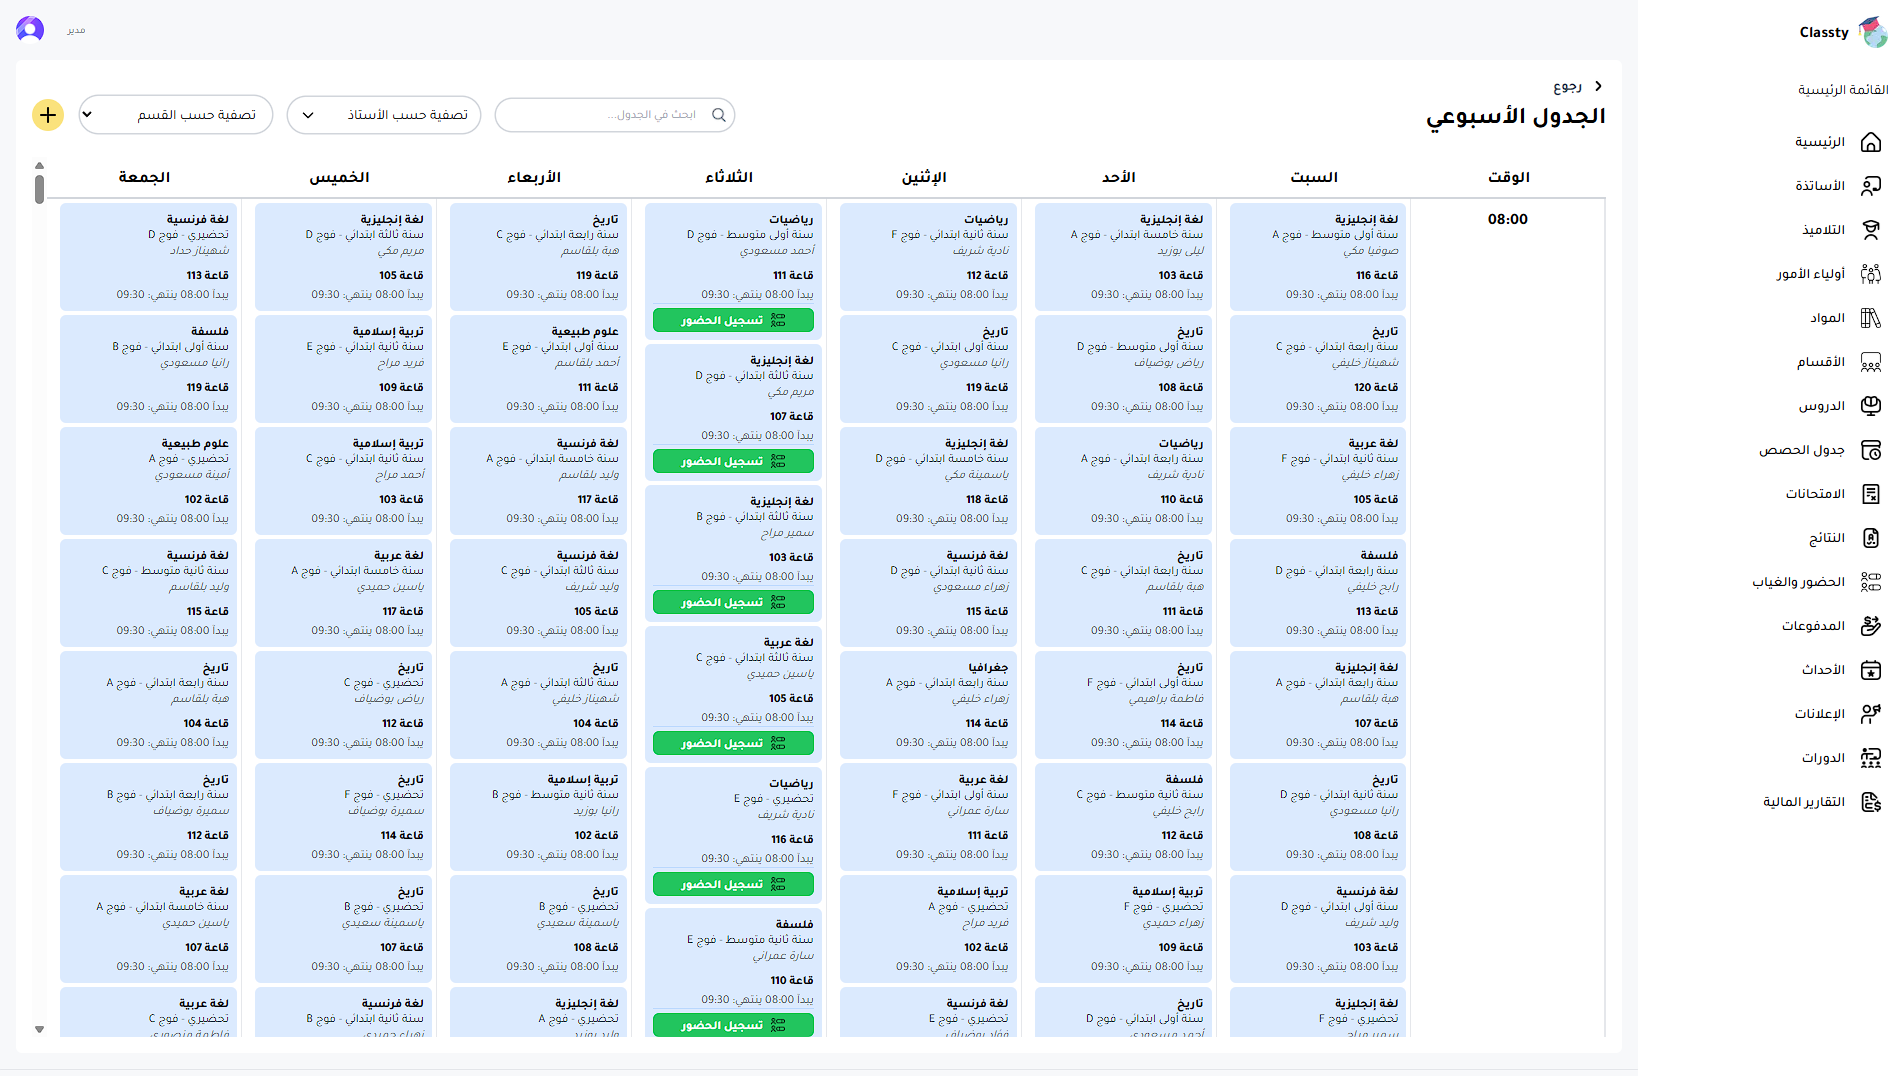 Classty
القائمة الرئيسية
الرئيسية
الأساتذة
التلاميذ
أولياء الأمور
المواد
الأقسام
الدروس
جدول الحصص
الامتحانات
النتائج
الحضور والغياب
المدفوعات
الأحداث
الإعلانات
الدورات
التقارير المالية
مدير
رجوع
الجدول الأسبوعي
ابحث في الجدول...
تصفية حسب الأستاذ
تصفية حسب القسم
الوقت
السبت
الأحد
الإثنين
الثلاثاء
الأربعاء
الخميس
الجمعة
08:00
لغة إنجليزية
سنة أولى متوسط - فوج A
صوفيا مكي
قاعة 116
يبدأ 08:00 ينتهي: 09:30
تاريخ
سنة رابعة ابتدائي - فوج C
شهيناز خليفي
قاعة 120
يبدأ 08:00 ينتهي: 09:30
لغة عربية
سنة ثانية ابتدائي - فوج F
زهراء خليفي
قاعة 105
يبدأ 08:00 ينتهي: 09:30
فلسفة
سنة رابعة ابتدائي - فوج D
رابح خليفي
قاعة 113
يبدأ 08:00 ينتهي: 09:30
لغة إنجليزية
سنة رابعة ابتدائي - فوج A
هبة بلقاسم
قاعة 107
يبدأ 08:00 ينتهي: 09:30
تاريخ
سنة ثانية ابتدائي - فوج D
رانيا مسعودي
قاعة 108
يبدأ 08:00 ينتهي: 09:30
لغة فرنسية
سنة أولى ابتدائي - فوج D
وليد شريف
قاعة 103
يبدأ 08:00 ينتهي: 09:30
لغة إنجليزية
تحضيري - فوج F
سمير مراح
لغة إنجليزية
سنة خامسة ابتدائي - فوج A
ليلى بوزيد
قاعة 103
يبدأ 08:00 ينتهي: 09:30
تاريخ
سنة أولى متوسط - فوج D
رياض بوضياف
قاعة 108
يبدأ 08:00 ينتهي: 09:30
رياضيات
سنة رابعة ابتدائي - فوج A
نادية شريف
قاعة 110
يبدأ 08:00 ينتهي: 09:30
تاريخ
سنة رابعة ابتدائي - فوج C
هبة بلقاسم
قاعة 111
يبدأ 08:00 ينتهي: 09:30
تاريخ
سنة أولى ابتدائي - فوج F
فاطمة براهيمي
قاعة 114
يبدأ 08:00 ينتهي: 09:30
فلسفة
سنة ثانية متوسط - فوج C
رابح خليفي
قاعة 112
يبدأ 08:00 ينتهي: 09:30
تربية إسلامية
تحضيري - فوج F
زهراء حميدي
قاعة 109
يبدأ 08:00 ينتهي: 09:30
تاريخ
سنة أولى ابتدائي - فوج D
أحمد مسعودي
رياضيات
سنة ثانية ابتدائي - فوج F
نادية شريف
قاعة 112
يبدأ 08:00 ينتهي: 09:30
تاريخ
سنة أولى ابتدائي - فوج C
رانيا مسعودي
قاعة 119
يبدأ 08:00 ينتهي: 09:30
لغة إنجليزية
سنة خامسة ابتدائي - فوج D
ياسمينة مكي
قاعة 118
يبدأ 08:00 ينتهي: 09:30
لغة فرنسية
سنة ثانية ابتدائي - فوج D
زهراء مسعودي
قاعة 115
يبدأ 08:00 ينتهي: 09:30
جغرافيا
سنة رابعة ابتدائي - فوج A
زهراء خليفي
قاعة 114
يبدأ 08:00 ينتهي: 09:30
لغة عربية
سنة أولى ابتدائي - فوج F
سارة عمراني
قاعة 111
يبدأ 08:00 ينتهي: 09:30
تربية إسلامية
تحضيري - فوج A
فريد مراح
قاعة 102
يبدأ 08:00 ينتهي: 09:30
لغة فرنسية
تحضيري - فوج E
فؤاد بوضياف
رياضيات
سنة أولى متوسط - فوج D
أحمد مسعودي
قاعة 111
يبدأ 08:00 ينتهي: 09:30
تسجيل الحضور
لغة إنجليزية
سنة ثالثة ابتدائي - فوج D
مريم مكي
قاعة 107
يبدأ 08:00 ينتهي: 09:30
تسجيل الحضور
لغة إنجليزية
سنة ثالثة ابتدائي - فوج B
سمير مراح
قاعة 103
يبدأ 08:00 ينتهي: 09:30
تسجيل الحضور
لغة عربية
سنة ثالثة ابتدائي - فوج C
ياسين حميدي
قاعة 105
يبدأ 08:00 ينتهي: 09:30
تسجيل الحضور
رياضيات
تحضيري - فوج E
نادية شريف
قاعة 116
يبدأ 08:00 ينتهي: 09:30
تسجيل الحضور
فلسفة
سنة ثانية متوسط - فوج E
سارة عمراني
قاعة 110
يبدأ 08:00 ينتهي: 09:30
تسجيل الحضور
تاريخ
سنة رابعة ابتدائي - فوج C
هبة بلقاسم
قاعة 119
يبدأ 08:00 ينتهي: 09:30
علوم طبيعية
سنة أولى ابتدائي - فوج E
أحمد بلقاسم
قاعة 111
يبدأ 08:00 ينتهي: 09:30
لغة فرنسية
سنة خامسة ابتدائي - فوج A
وليد بلقاسم
قاعة 117
يبدأ 08:00 ينتهي: 09:30
لغة فرنسية
سنة ثالثة ابتدائي - فوج C
وليد شريف
قاعة 105
يبدأ 08:00 ينتهي: 09:30
تاريخ
سنة ثالثة ابتدائي - فوج A
شهيناز خليفي
قاعة 104
يبدأ 08:00 ينتهي: 09:30
تربية إسلامية
سنة ثانية متوسط - فوج B
رانيا بوزيد
قاعة 102
يبدأ 08:00 ينتهي: 09:30
تاريخ
تحضيري - فوج B
ياسمينة سعيدي
قاعة 108
يبدأ 08:00 ينتهي: 09:30
لغة إنجليزية
تحضيري - فوج A
وليد بوزيد
لغة إنجليزية
سنة ثالثة ابتدائي - فوج D
مريم مكي
قاعة 105
يبدأ 08:00 ينتهي: 09:30
تربية إسلامية
سنة ثانية ابتدائي - فوج E
فريد مراح
قاعة 109
يبدأ 08:00 ينتهي: 09:30
تربية إسلامية
سنة ثانية ابتدائي - فوج C
أحمد مراح
قاعة 103
يبدأ 08:00 ينتهي: 09:30
لغة عربية
سنة خامسة ابتدائي - فوج A
ياسين حميدي
قاعة 117
يبدأ 08:00 ينتهي: 09:30
تاريخ
تحضيري - فوج C
رياض بوضياف
قاعة 112
يبدأ 08:00 ينتهي: 09:30
تاريخ
تحضيري - فوج F
سميرة بوضياف
قاعة 114
يبدأ 08:00 ينتهي: 09:30
تاريخ
تحضيري - فوج B
ياسمينة سعيدي
قاعة 107
يبدأ 08:00 ينتهي: 09:30
لغة فرنسية
سنة ثانية ابتدائي - فوج B
زهراء حميدي
لغة فرنسية
تحضيري - فوج D
شهيناز حداد
قاعة 113
يبدأ 08:00 ينتهي: 09:30
فلسفة
سنة أولى ابتدائي - فوج B
رانيا مسعودي
قاعة 119
يبدأ 08:00 ينتهي: 09:30
علوم طبيعية
تحضيري - فوج A
أمينة مسعودي
قاعة 102
يبدأ 08:00 ينتهي: 09:30
لغة فرنسية
سنة ثانية متوسط - فوج C
وليد بلقاسم
قاعة 115
يبدأ 08:00 ينتهي: 09:30
تاريخ
سنة رابعة ابتدائي - فوج A
هبة بلقاسم
قاعة 104
يبدأ 08:00 ينتهي: 09:30
تاريخ
سنة رابعة ابتدائي - فوج B
سميرة بوضياف
قاعة 112
يبدأ 08:00 ينتهي: 09:30
لغة عربية
سنة خامسة ابتدائي - فوج A
ياسين حميدي
قاعة 107
يبدأ 08:00 ينتهي: 09:30
لغة عربية
تحضيري - فوج C
فاطمة منصوري